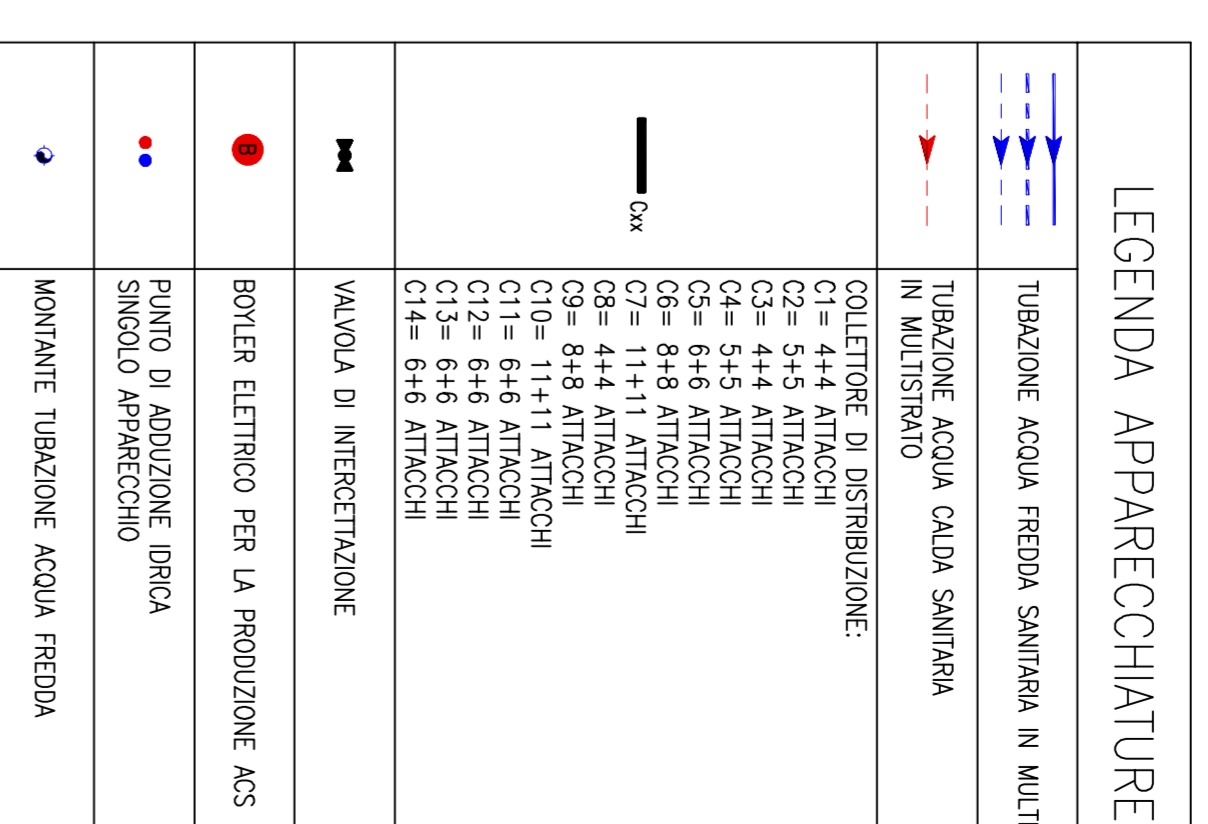 LEGENDA APPARECCHIATURE
TUBAZIONE ACQUA FREDDA SANITARIA IN
TUBAZIONE ACQUA CALDA SANITARIA
IN MULTISTRATO
Cxx
COLLETTORE DI DISTRIBUZIONE:
C1= 4+4 ATTACCHI
C2= 5+5 ATTACCHI
C3= 4+4 ATTACCHI
C4= 5+5 ATTACCHI
C5= 6+6 ATTACCHI
C6= 8+8 ATTACCHI
C7= 11+11 ATTACCHI
C8= 4+4 ATTACCHI
C9= 8+8 ATTACCHI
C10= 11+11 ATTACCHI
C11= 6+6 ATTACCHI
C12= 6+6 ATTACCHI
C13= 6+6 ATTACCHI
C14= 6+6 ATTACCHI
VALVOLA DI INTERCETTAZIONE
B
BOYLER ELETTRICO PER LA PRODUZIONE ACS
PUNTO DI ADDUZIONE IDRICA
SINGOLO APPARECCHIO
MONTANTE TUBAZIONE ACQUA FREDDA